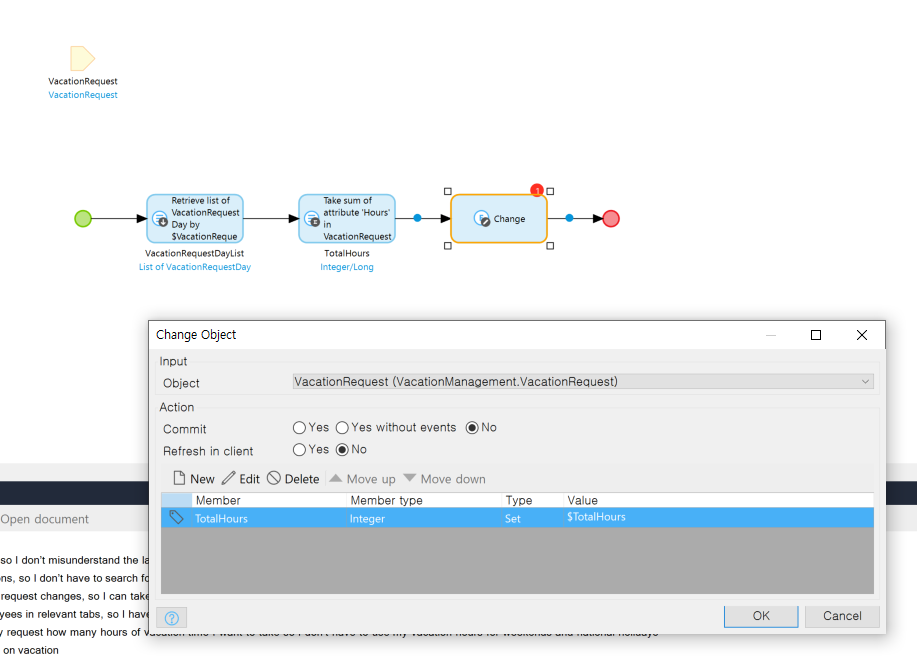 VacationRequest
VacationRequest
Retrieve list of
VacationRequest
Day by
$VacationReque
VacationRequestDayList
List of VacationRequestDay
Take sum of
attribute 'Hours'
in
VacationRequest
TotalHours
Integer/Long
1
Change
Change Object
Input
Object VacationRequest (VacationManagement.VacationRequest)
Action
Commit Yes Yes without events No
Refresh in client Yes No
New Edit Delete Move up Move down
Member Member type Type Value
TotalHours Integer Set $TotalHours
? OK Cancel
Open document
so I don't misunderstand the la
ns, so I don't have to search fo
request changes, so I can take
yees in relevant tabs, so I have
y request how many hours of vacation time I want to take so I don't have to use my vacation hours for weekends and national holidays
on vacation